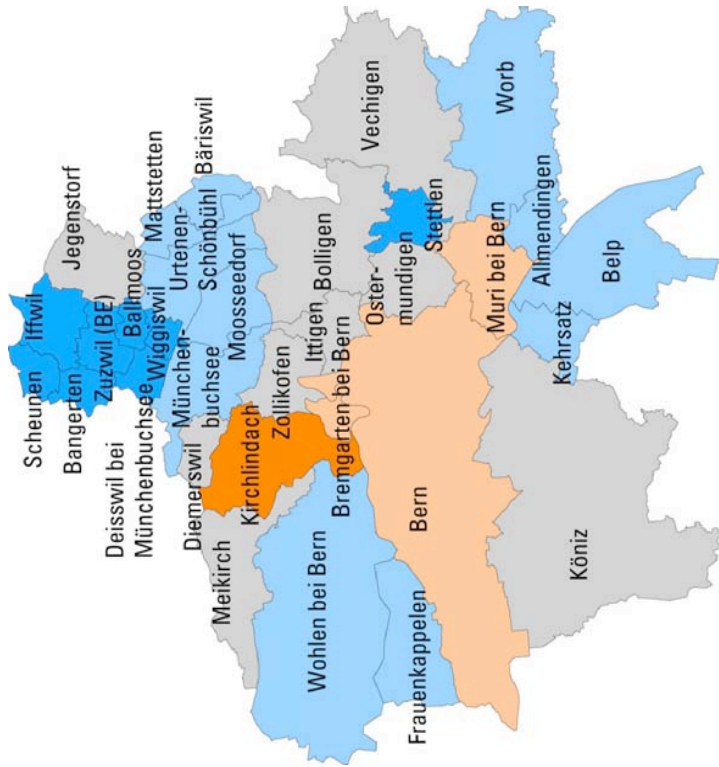 Scheunen
Iffwil
Jegenstorf
Bangerten
Zuzwil (BE)
Ballmoos
Mattstetten
Deisswil bei
Münchenbuchsee
Wiggiswil
Urtenen-
Schönbühl
Bäriswil
München-
buchsee
Moosseedorf
Diemerswil
Meikirch
Kirchlindach
Zollikofen
Ittigen
Bolligen
Vechigen
Wohlen bei Bern
Bremgarten bei Bern
Oster-
mundigen
Stettlen
Frauenkappelen
Bern
Muri bei Bern
Worb
Allmendingen
Köniz
Kehrsatz
Belp